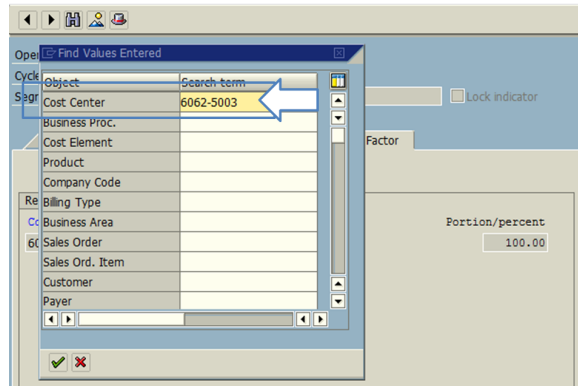 Find Values Entered
Oper
Cycle
Object Search term
Segr
Cost Center 6062-5003
Lock indicator
Business Proc.
Cost Element
Factor
Product
Company Code
Re
Billing Type
Co
Business Area
Portion/percent
60
Sales Order
100.00
Sales Ord. Item
Customer
Payer